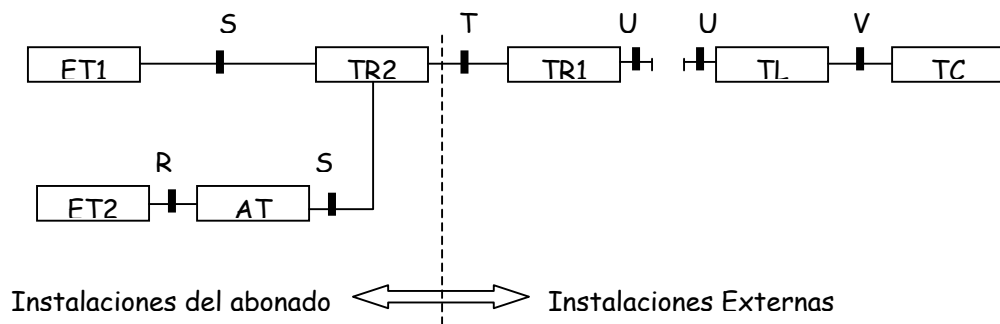 S T U U V
ET1 TR2 TR1 TL TC
R S
ET2 AT
Instalaciones del abonado Instalaciones Externas